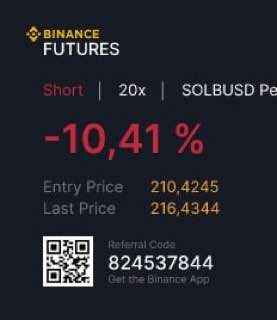 BINANCE
FUTURES
Short | 20x | SOLBUSD Pe
-10,41 %
Entry Price 210,4245
Last Price 216,4344
Referral Code
824537844
Get the Binance App